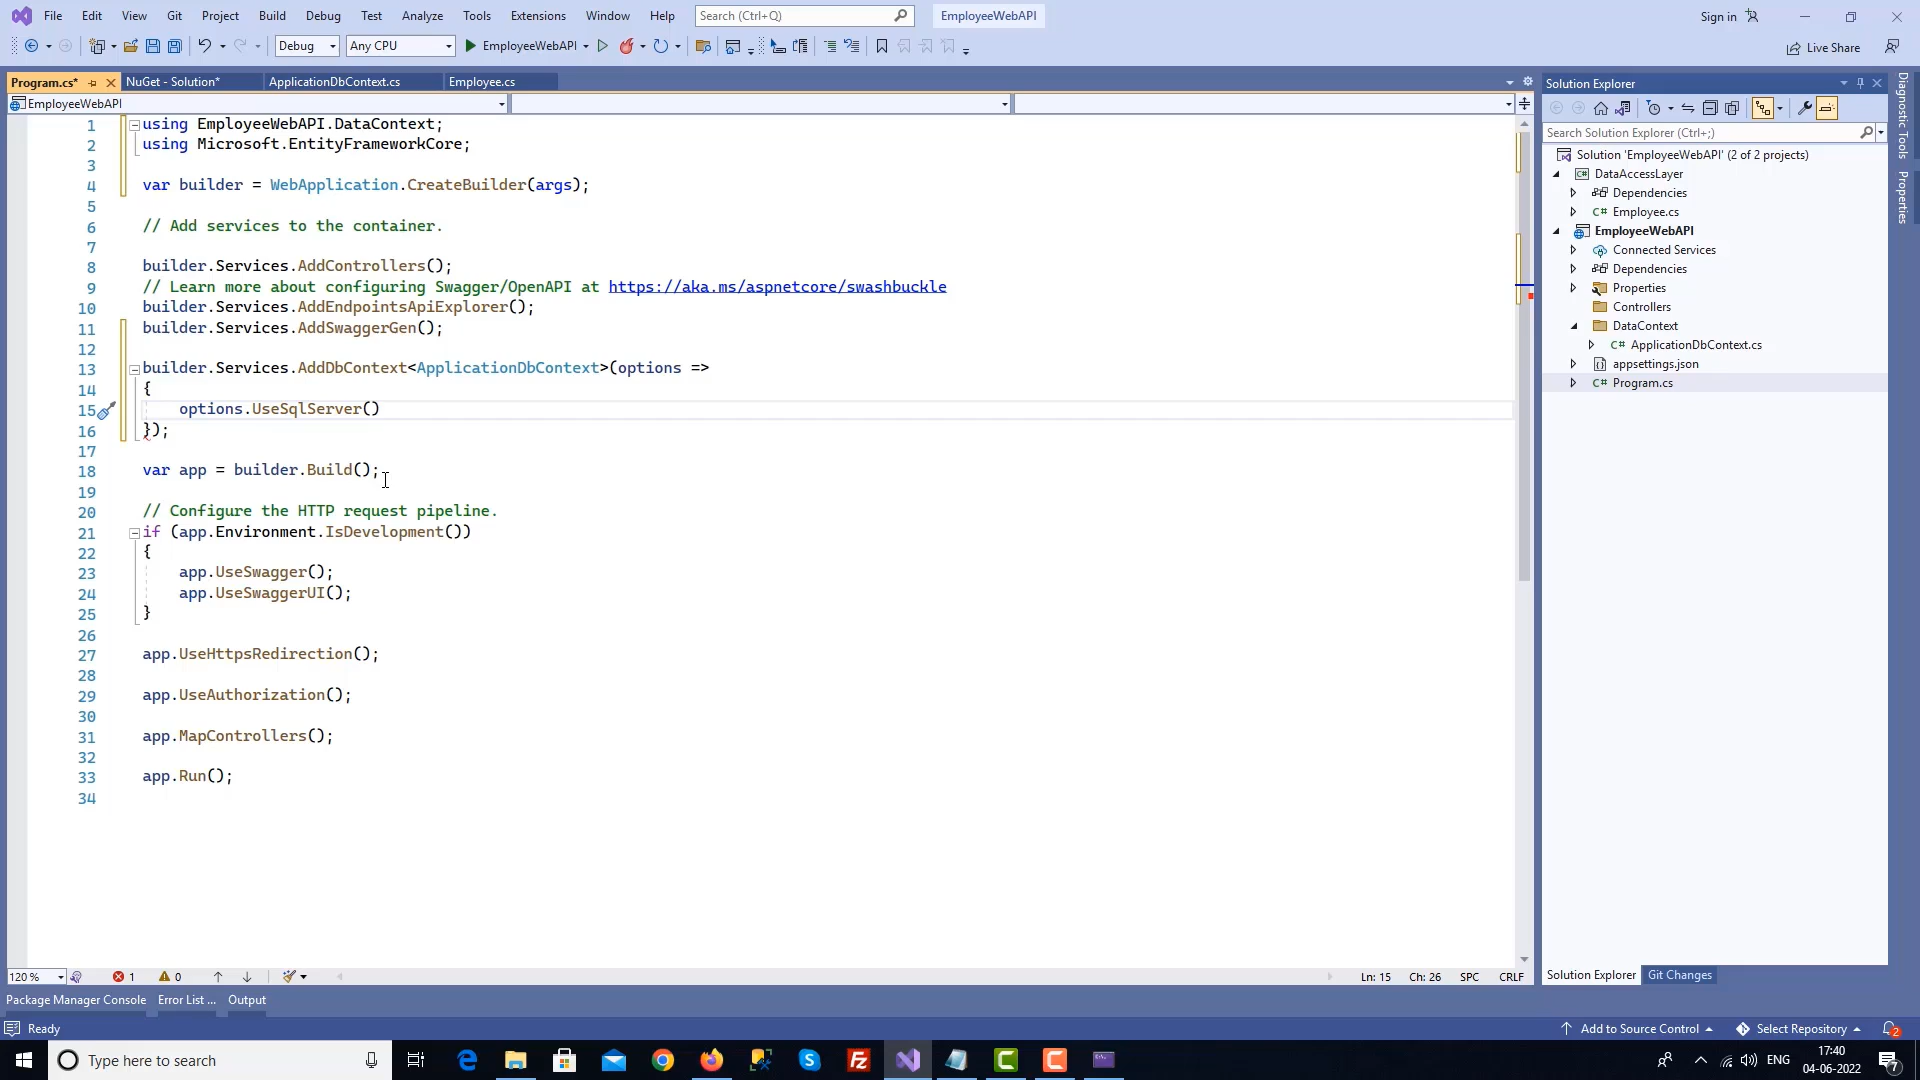 File Edit View Git Project Build Debug Test Analyze Tools Extensions Window Help Search (Ctrl+Q) EmployeeWebAPI Sign in
Debug Any CPU EmployeeWebAPI Live Share
Program.cs* NuGet - Solution* ApplicationDbContext.cs Employee.cs
EmployeeWebAPI
1 using EmployeeWebAPI.DataContext;
2 using Microsoft.EntityFrameworkCore;
3
4 var builder = WebApplication.CreateBuilder(args);
5
6 // Add services to the container.
7
8 builder.Services.AddControllers();
9 // Learn more about configuring Swagger/OpenAPI at https://aka.ms/aspnetcore/swashbuckle
10 builder.Services.AddEndpointsApiExplorer();
11 builder.Services.AddSwaggerGen();
12
13 builder.Services.AddDbContext<ApplicationDbContext>(options =>
14 {
15 options.UseSqlServer()
16 });
17
18 var app = builder.Build();
19
20 // Configure the HTTP request pipeline.
21 if (app.Environment.IsDevelopment())
22 {
23 app.UseSwagger();
24 app.UseSwaggerUI();
25 }
26
27 app.UseHttpsRedirection();
28
29 app.UseAuthorization();
30
31 app.MapControllers();
32
33 app.Run();
34
120 % 1 0 Ln: 15 Ch: 26 SPC CRLF
Solution Explorer
Search Solution Explorer (Ctrl+;)
Solution 'EmployeeWebAPI' (2 of 2 projects)
DataAccessLayer
Dependencies
C# Employee.cs
EmployeeWebAPI
Connected Services
Dependencies
Properties
Controllers
DataContext
C# ApplicationDbContext.cs
appsettings.json
C# Program.cs
Solution Explorer Git Changes
Diagnostic Tools
Properties
Package Manager Console Error List ... Output
Ready Add to Source Control Select Repository 2
Type here to search ENG 17:40
04-06-2022 7